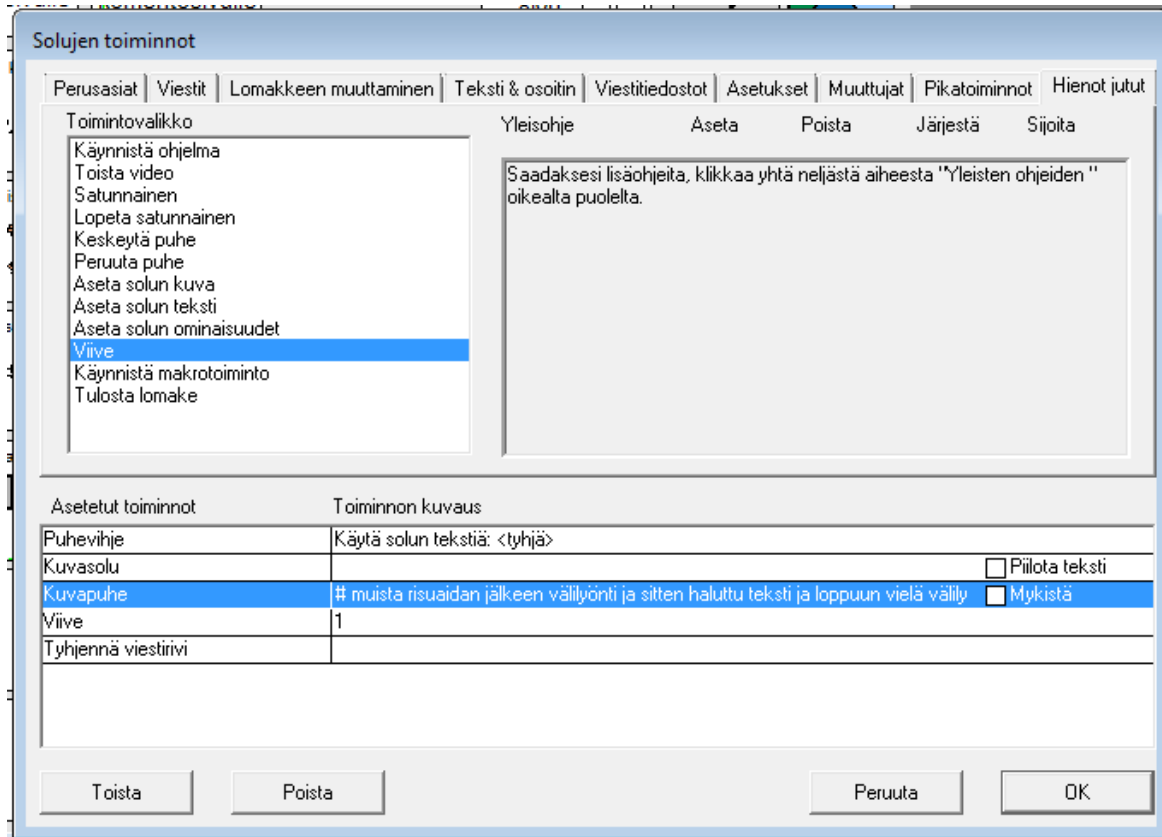 Solujen toiminnot
Perusasiat Viestit Lomakkeen muuttaminen Teksti & osoitin Viestitiedostot Asetukset Muuttujat Pikatoiminnot Hienot jutut
Toimintovalikko
Käynnistä ohjelma
Toista video
Satunnainen
Lopeta satunnainen
Keskeytä puhe
Peruuta puhe
Aseta solun kuva
Aseta solun teksti
Aseta solun ominaisuudet
Viive
Käynnistä makrotoiminto
Tulosta lomake
Yleisohje Aseta Poista Järjestä Sijoita
Saadaksesi lisäohjeita, klikkaa yhtä neljästä aiheesta "Yleisten ohjeiden "
oikealta puolelta.
Asetetut toiminnot Toiminnon kuvaus
Puhevihje Käytä solun tekstiä: <tyhjä>
Kuvasolu Piilota teksti
Kuvapuhe # muista risuaidan jälkeen välilyönti ja sitten haluttu teksti ja loppuun vielä välily Mykistä
Viive 1
Tyhjennä viestirivi
Toista Poista Peruuta OK